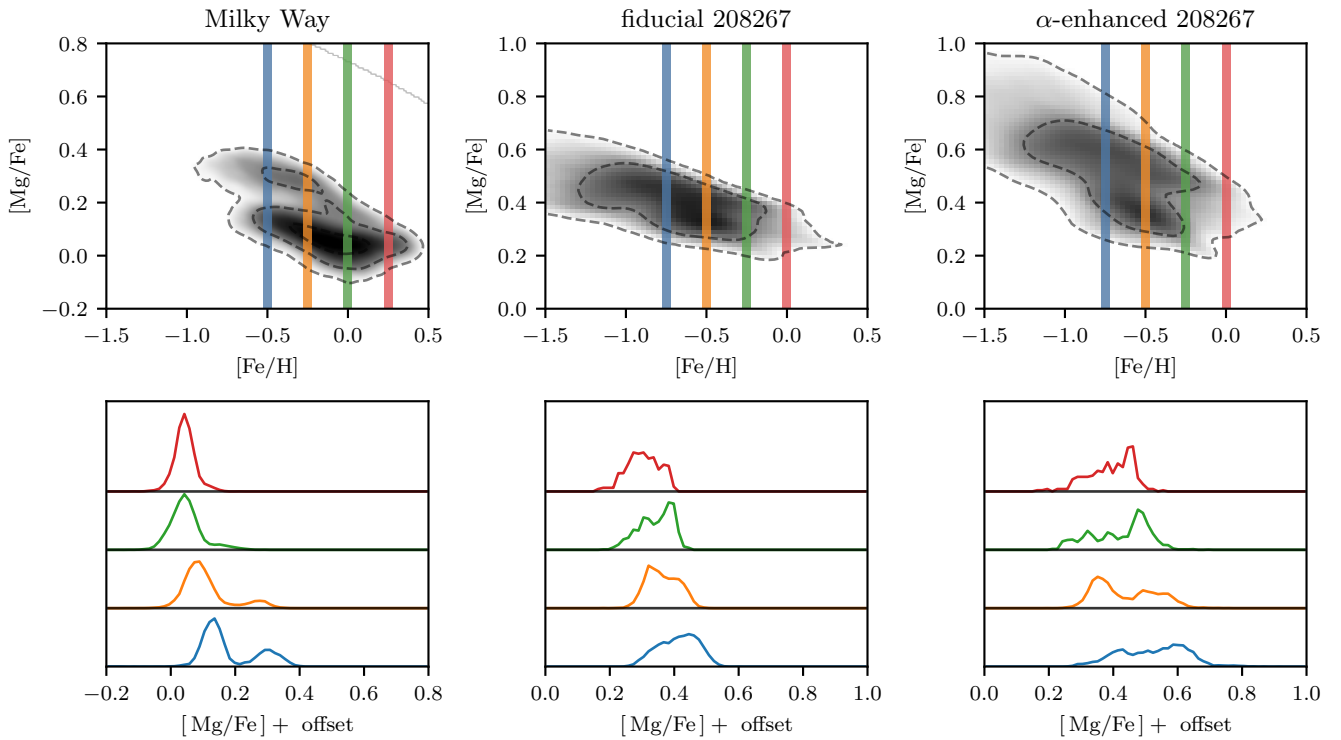 Milky Way
fiducial 208267
α-enhanced 208267
0.8
0.6
0.4
0.2
0.0
−0.2
[Mg/Fe]
−1.5 −1.0 −0.5 0.0 0.5
[Fe/H]
1.0
0.8
0.6
0.4
0.2
0.0
[Mg/Fe]
−1.5 −1.0 −0.5 0.0 0.5
[Fe/H]
1.0
0.8
0.6
0.4
0.2
0.0
[Mg/Fe]
−1.5 −1.0 −0.5 0.0 0.5
[Fe/H]
−0.2 0.0 0.2 0.4 0.6 0.8
[Mg/Fe] + offset
0.0 0.2 0.4 0.6 0.8 1.0
[Mg/Fe] + offset
0.0 0.2 0.4 0.6 0.8 1.0
[Mg/Fe] + offset